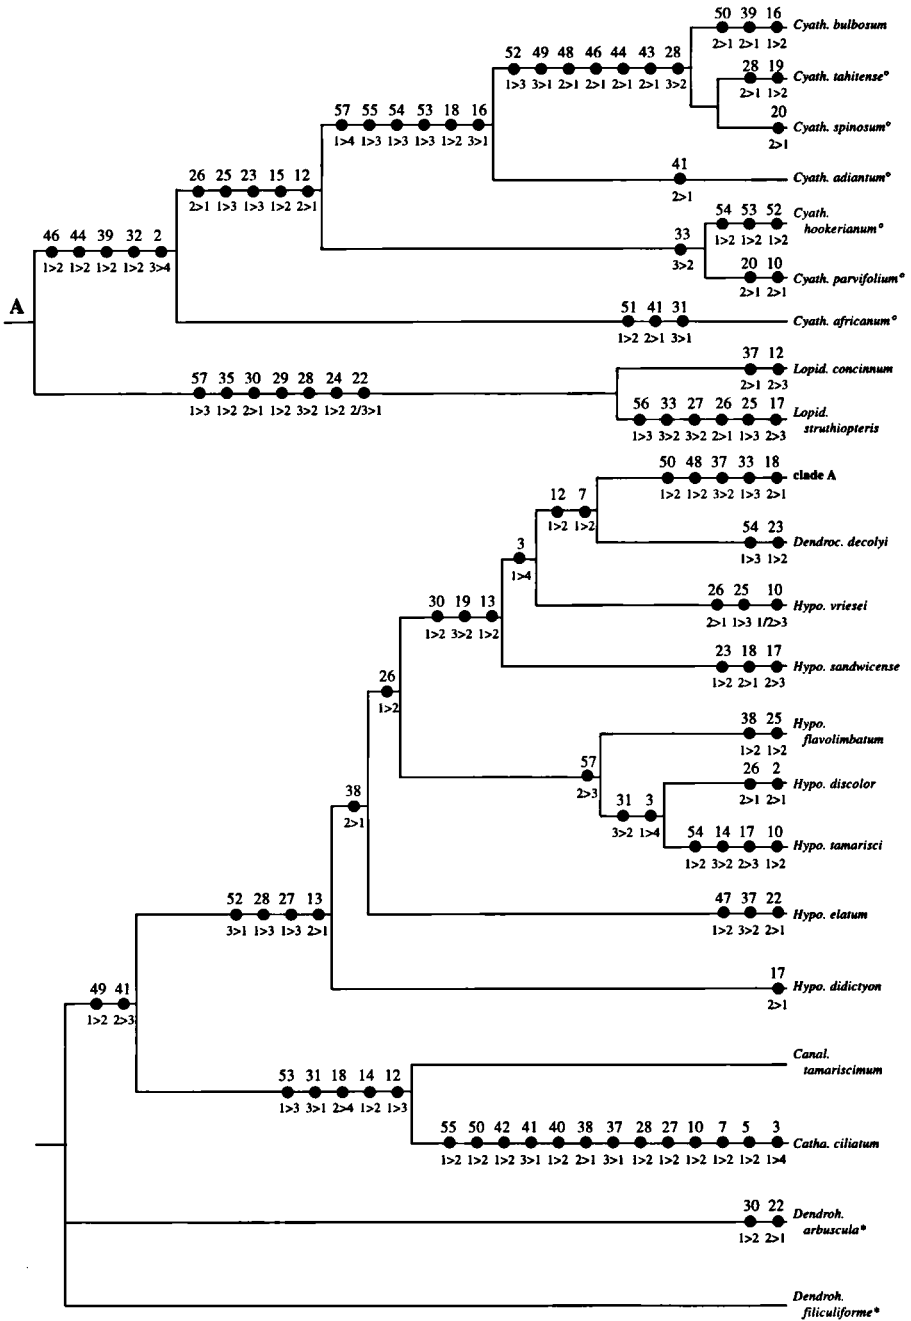 50 39 16
Cyath. bulbosum
2>1 2>1 1>2
52 49 48 46 44 43 28
28 19
Cyath. tahitense°
1>3 3>1 2>1 2>1 2>1 2>1 3>2
2>1 1>2
57 55 54 53 18 16
20
Cyath. spinosum°
1>4 1>3 1>3 1>3 1>2 3>1
2>1
26 25 23 15 12
41
Cyath. adiantum°
2>1 1>3 1>3 1>2 2>1
2>1
54 53 52
Cyath.
hookerianum°
1>2 1>2 1>2
46 44 39 32 2
33
1>2 1>2 1>2 1>2 3>4
3>2
20 10
Cyath. parvifolium°
2>1 2>1
A
51 41 31
Cyath. africanum°
1>2 2>1 3>1
37 12
Lopid. concinnum
2>1 2>3
57 35 30 29 28 24 22
1>3 1>2 2>1 1>2 3>2 1>2 2/3>1
56 33 27 26 25 17
Lopid.
struthiopteris
1>3 3>2 3>2 2>1 1>3 2>3
50 48 37 33 18
clade A
1>2 1>2 3>2 1>3 2>1
12 7
1>2 1>2
54 23
Dendroc. decolyi
1>3 1>2
3
1>4
26 25 10
Hypo. vriesei
2>1 1>3 1/2>3
30 19 13
1>2 3>2 1>2
23 18 17
Hypo. sandwicense
1>2 2>1 2>3
26
1>2
38 25
Hypo.
flavolimbatum
1>2 1>2
57
2>3
26 2
Hypo. discolor
2>1 2>1
38
2>1
31 3
3>2 1>4
54 14 17 10
Hypo. tamarisci
1>2 3>2 2>3 1>2
52 28 27 13
3>1 1>3 1>3 2>1
47 37 22
Hypo. elatum
1>2 3>2 2>1
17
Hypo. didictyon
2>1
49 41
1>2 2>3
Canal.
tamariscimum
53 31 18 14 12
1>3 3>1 2>4 1>2 1>3
55 50 42 41 40 38 37 28 27 10 7 5 3
Catha. ciliatum
1>2 1>2 1>2 3>1 1>2 2>1 3>1 1>2 1>2 1>2 1>2 1>2 1>4
30 22
Dendroh.
arbuscula*
1>2 2>1
Dendroh.
filiculiforme*